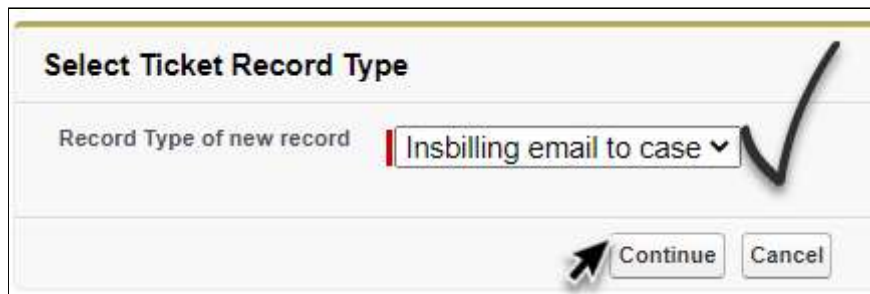 Select Ticket Record Type
Record Type of new record
Insbilling email to case
Continue
Cancel